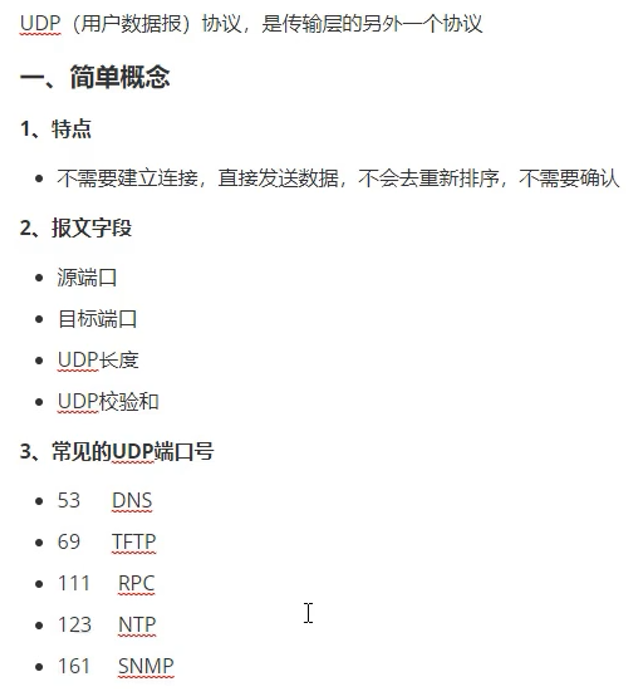 UDP（用户数据报）协议，是传输层的另外一个协议
一、简单概念
1、特点
• 不需要建立连接，直接发送数据，不会去重新排序，不需要确认
2、报文字段
• 源端口
• 目标端口
• UDP长度
• UDP校验和
3、常见的UDP端口号
• 53 DNS
• 69 TFTP
• 111 RPC
• 123 NTP
• 161 SNMP